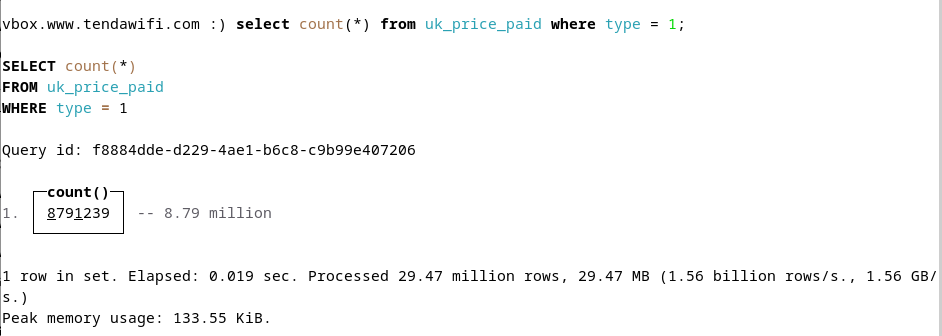 vbox.www.tendawifi.com :) select count(*) from uk_price_paid where type = 1;
SELECT count(*)
FROM uk_price_paid
WHERE type = 1
Query id: f8884dde-d229-4ae1-b6c8-c9b99e407206
count()
1. 8791239 -- 8.79 million
1 row in set. Elapsed: 0.019 sec. Processed 29.47 million rows, 29.47 MB (1.56 billion rows/s., 1.56 GB/
s.)
Peak memory usage: 133.55 KiB.